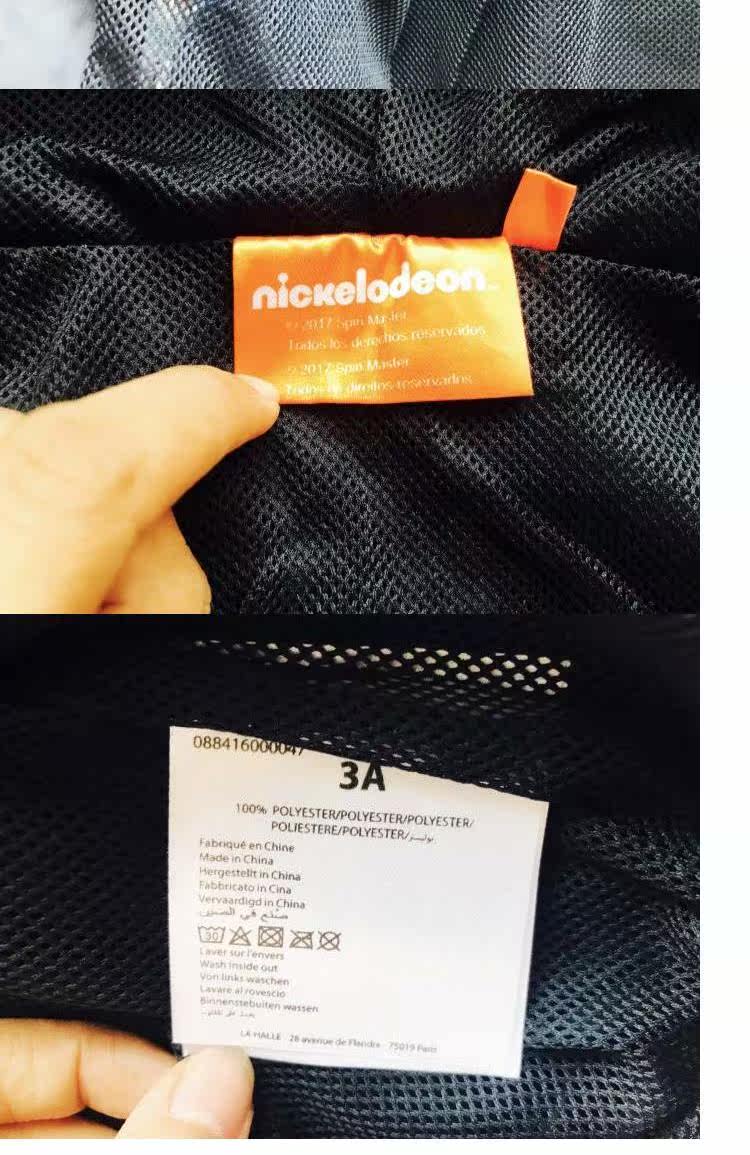 nickelodeon™
© 2017 Spin Master
Todos los derechos reservados
© 2017 Spin Master
Todos os direitos reservados
088416000047
3A
100% POLYESTER/POLYESTER/POLYESTER/
POLIESTERE/POLYESTER/بوليستر
Fabriqué en Chine
Made in China
Hergestellt in China
Fabbricato in Cina
Vervaardigd in China
صنع في الصين
30
Laver sur l'envers
Wash inside out
Von links waschen
Lavare al rovescio
Binnenstebuiten wassen
LA HALLE 28 avenue de Flandre 75019 Paris